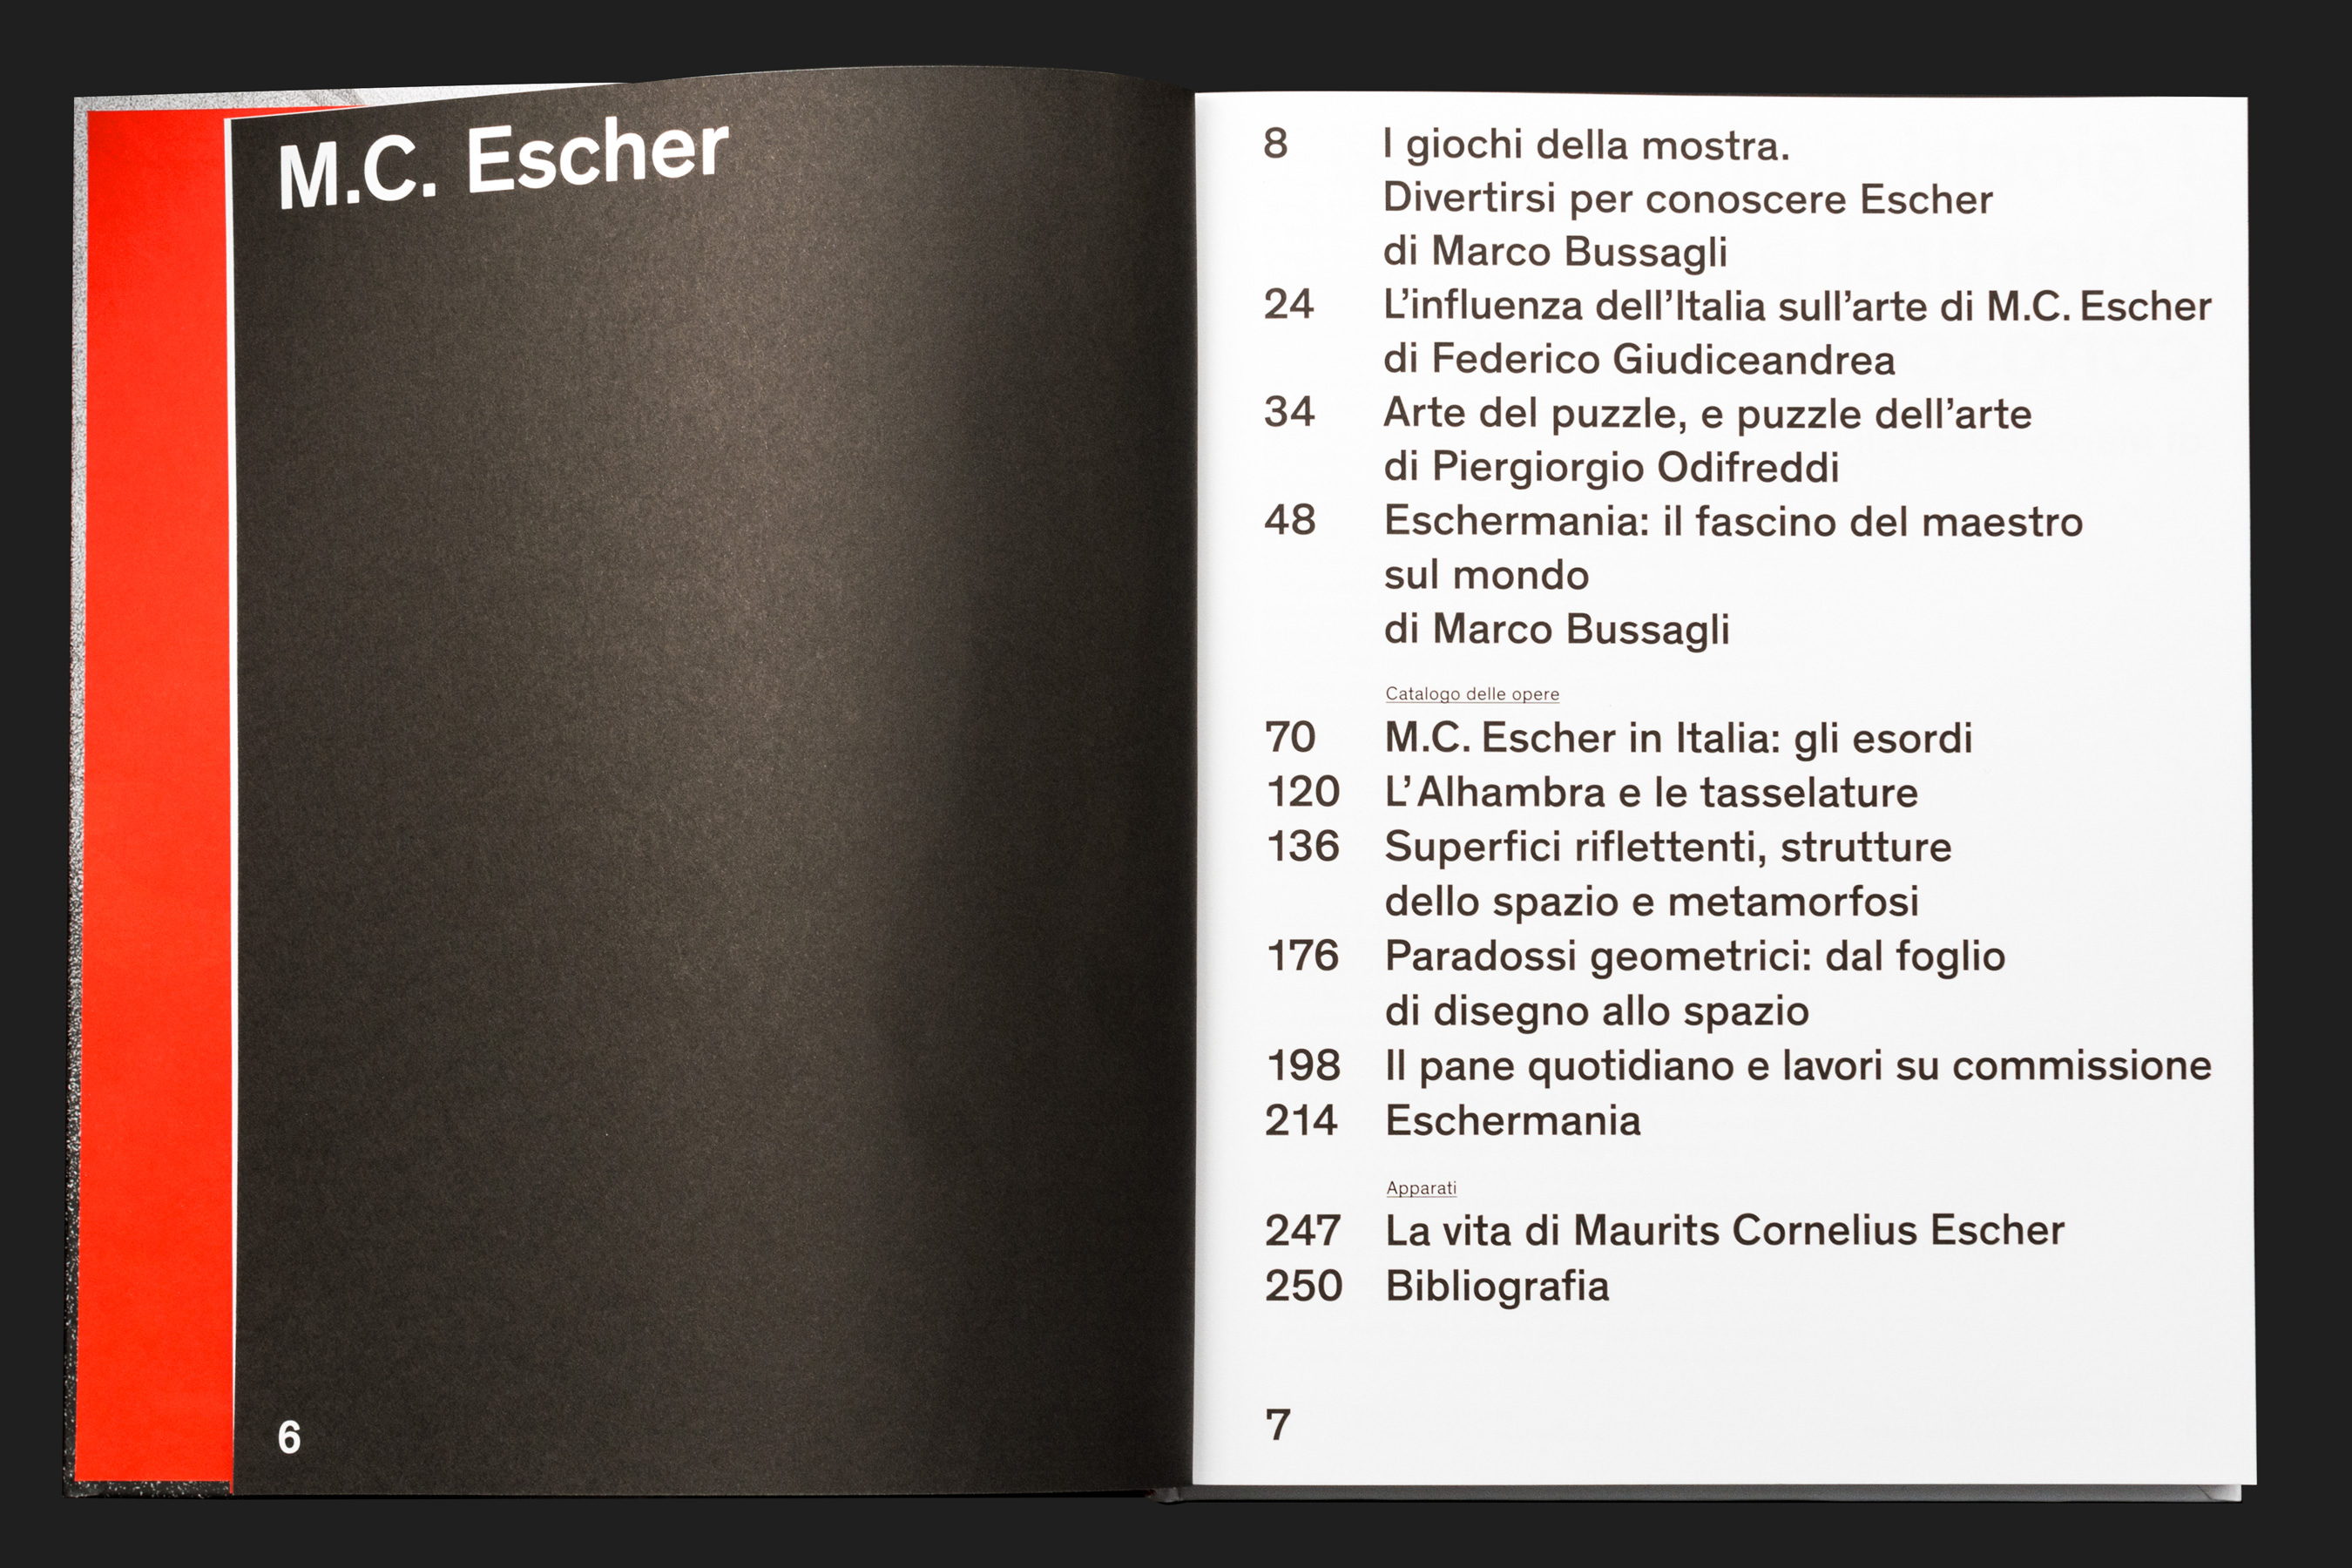 M.C. Escher
6
8 I giochi della mostra.
Divertirsi per conoscere Escher
di Marco Bussagli
24 L’influenza dell’Italia sull’arte di M.C. Escher
di Federico Giudiceandrea
34 Arte del puzzle, e puzzle dell’arte
di Piergiorgio Odifreddi
48 Eschermania: il fascino del maestro
sul mondo
di Marco Bussagli
Catalogo delle opere
70 M.C. Escher in Italia: gli esordi
120 L’Alhambra e le tasselature
136 Superfici riflettenti, strutture
dello spazio e metamorfosi
176 Paradossi geometrici: dal foglio
di disegno allo spazio
198 Il pane quotidiano e lavori su commissione
214 Eschermania
Apparati
247 La vita di Maurits Cornelius Escher
250 Bibliografia
7